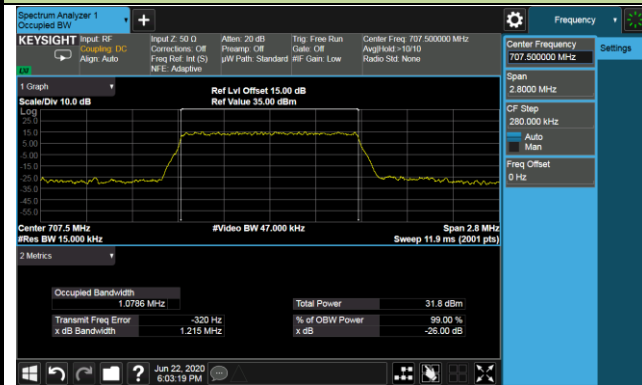 Spectrum Analyzer 1
Occupied BW
+
Frequency
KEYSIGHT
Input: RF
Coupling: DC
Align: Auto
Input Z: 50 Ω
Corrections: Off
Freq Ref: Int (S)
NFE: Adaptive
Atten: 20 dB
Preamp: Off
µW Path: Standard
Trig: Free Run
Gate: Off
#IF Gain: Low
Center Freq: 707.500000 MHz
Avg|Hold:>10/10
Radio Std: None
Center Frequency
707.500000 MHz
Settings
Span
2.8000 MHz
CF Step
280.000 kHz
Auto
Man
Freq Offset
0 Hz
1 Graph
Scale/Div 10.0 dB
Ref Lvl Offset 15.00 dB
Ref Value 35.00 dBm
Log
25.0
15.0
5.00
-5.00
-15.0
-25.0
-35.0
-45.0
-55.0
Center 707.5 MHz
#Res BW 15.000 kHz
#Video BW 47.000 kHz
Span 2.8 MHz
Sweep 11.9 ms (2001 pts)
2 Metrics
Occupied Bandwidth
1.0786 MHz
Total Power
31.8 dBm
Transmit Freq Error
-320 Hz
% of OBW Power
99.00 %
x dB Bandwidth
1.215 MHz
x dB
-26.00 dB
?
Jun 22, 2020
6:03:19 PM